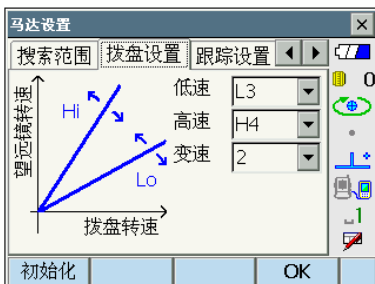 马达设置
搜索范围 拨盘设置 跟踪设置
低速 L3
高速 H4
变速 2
望远镜转速
Hi
Lo
拨盘转速
0
1
初始化 OK